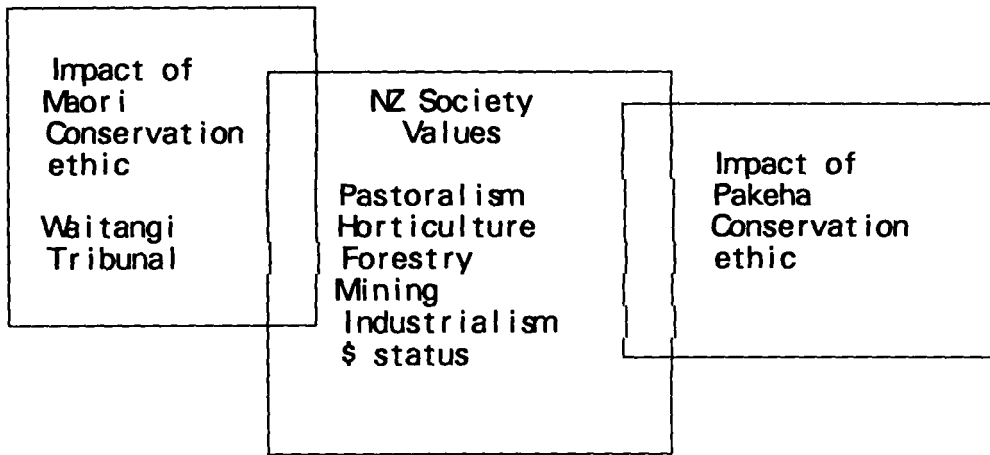 Impact of
Maori
Conservation
ethic
Waitangi
Tribunal
NZ Society
Values
Pastoralism
Horticulture
Forestry
Mining
Industrialism
$ status
Impact of
Pakeha
Conservation
ethic